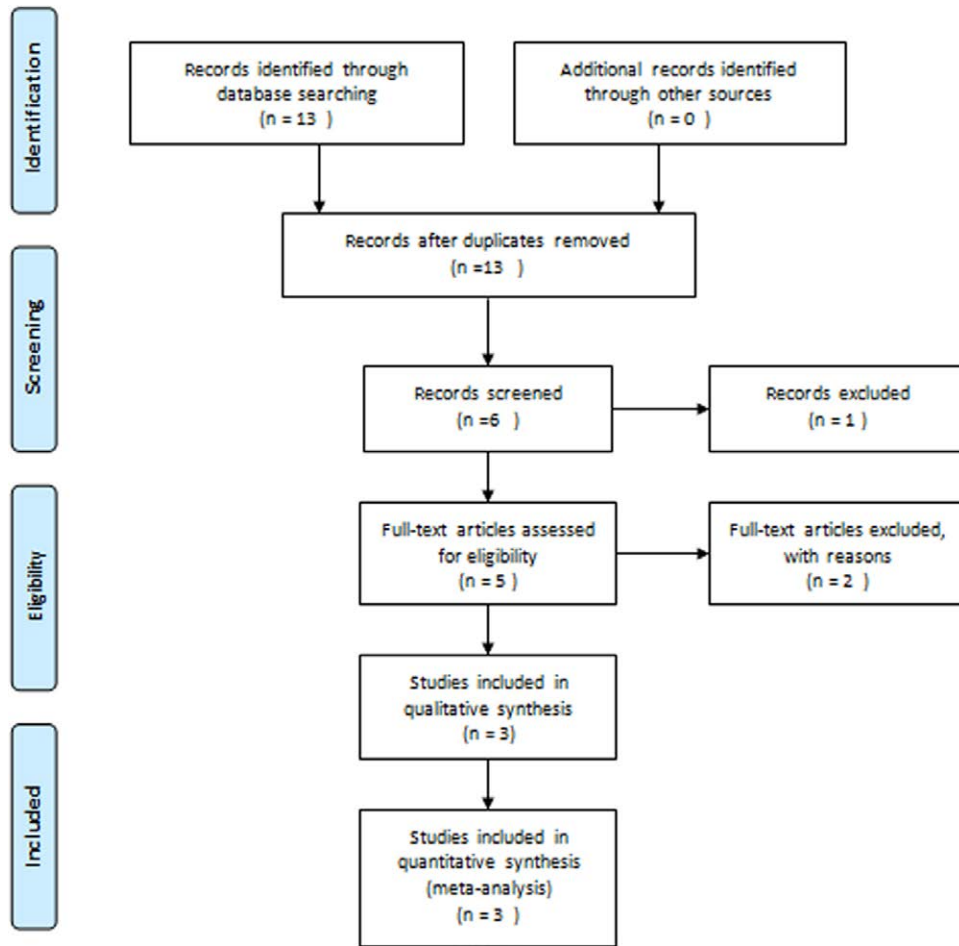 Identification
Records identified through
database searching
(n = 13 )
Additional records identified
through other sources
(n = 0 )
Records after duplicates removed
(n =13 )
Screening
Records screened
(n =6 )
Records excluded
(n = 1 )
Eligibility
Full-text articles assessed
for eligibility
(n = 5 )
Full-text articles excluded,
with reasons
(n = 2 )
Studies included in
qualitative synthesis
(n = 3)
Included
Studies included in
quantitative synthesis
(meta-analysis)
(n = 3 )